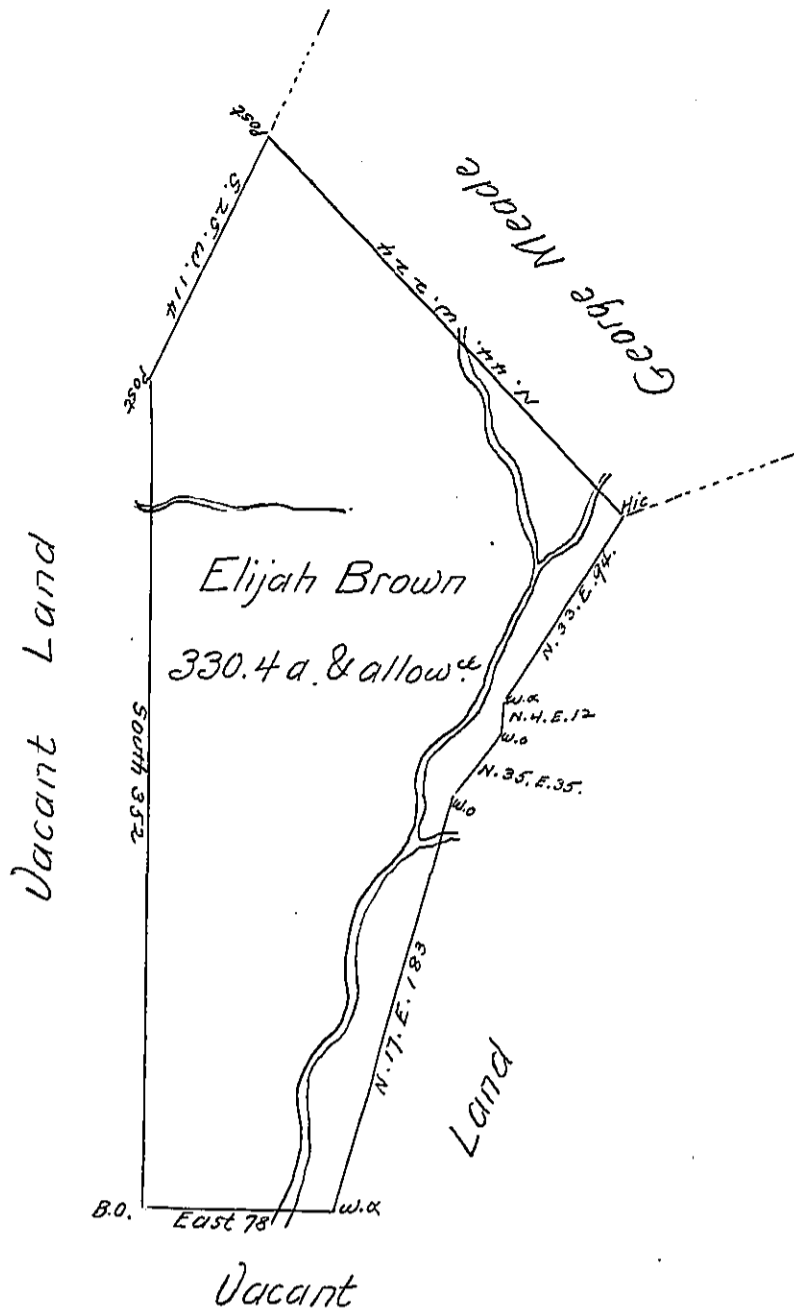 Post
S.25.W.114
George Meade
N.44.W.224
Post
Hic
Elijah Brown
330.4 a. & allow.ce
N.33.E.94.
Vacant Land
South 352
W.α
N.4.E.12
W.o
N.35.E.35.
W.o
N.17.E.183
Land
B.O.
East 78
W.α
Vacant